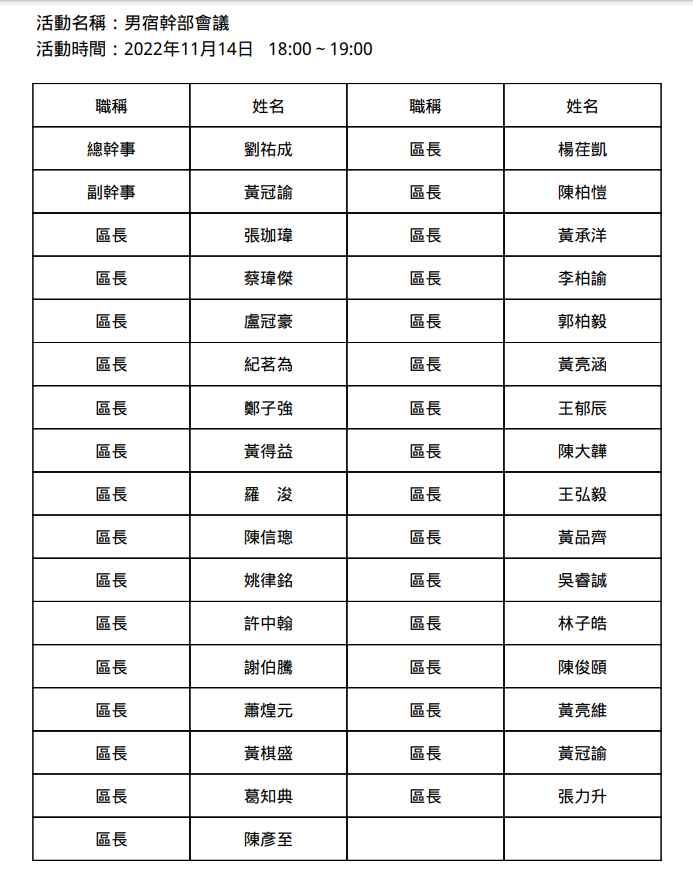 活動名稱：男宿幹部會議
活動時間：2022年11月14日 18:00 ~ 19:00
職稱 姓名 職稱 姓名
總幹事 劉祐成 區長 楊荏凱
副幹事 黃冠諭 區長 陳柏愷
區長 張珈瑋 區長 黃承洋
區長 蔡瑋傑 區長 李柏諭
區長 盧冠豪 區長 郭柏毅
區長 紀茗為 區長 黃亮涵
區長 鄭子強 區長 王郁辰
區長 黃得益 區長 陳大韡
區長 羅　浚 區長 王弘毅
區長 陳信璁 區長 黃品齊
區長 姚律銘 區長 吳睿誠
區長 許中翰 區長 林子皓
區長 謝伯騰 區長 陳俊頤
區長 蕭煌元 區長 黃亮維
區長 黃棋盛 區長 黃冠諭
區長 葛知典 區長 張力升
區長 陳彥至